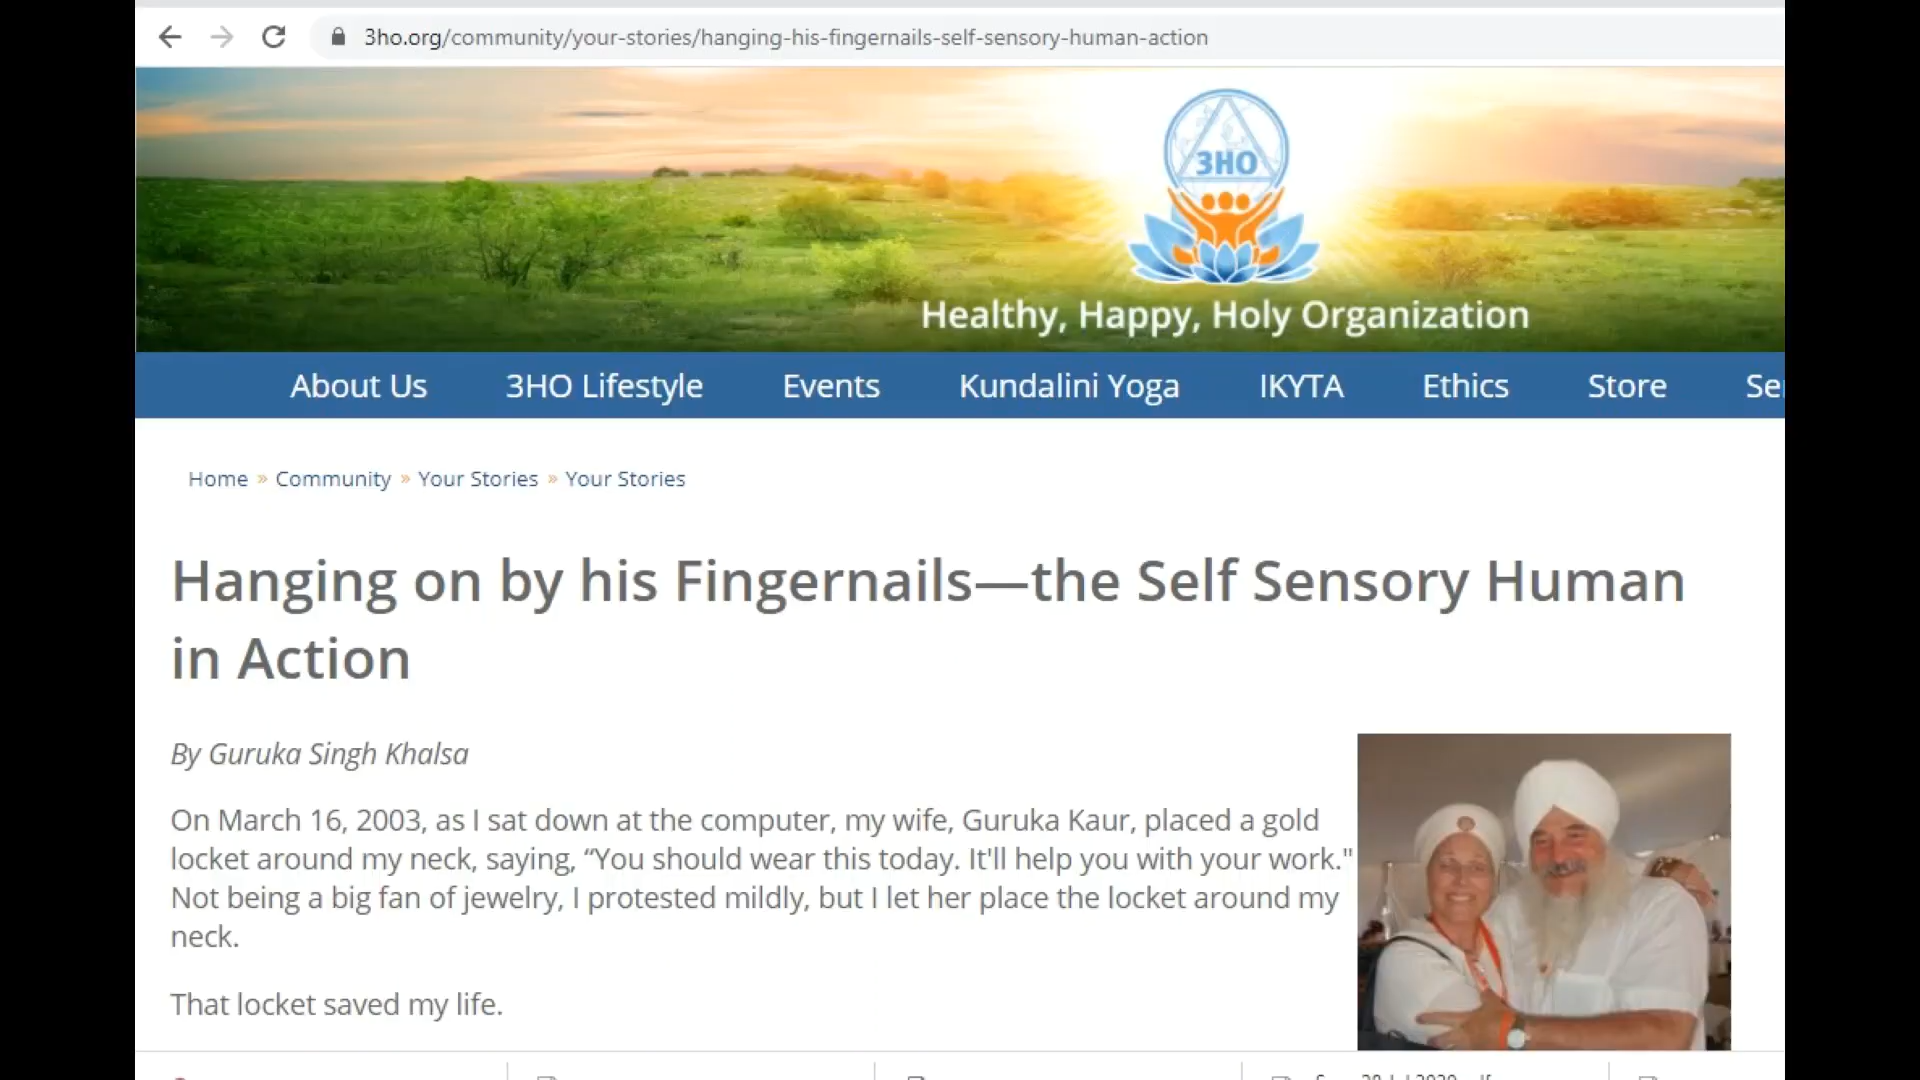 3ho.org/community/your-stories/hanging-his-fingernails-self-sensory-human-action
3HO
Healthy, Happy, Holy Organization
About Us 3HO Lifestyle Events Kundalini Yoga IKYTA Ethics Store Se
Home » Community » Your Stories » Your Stories
Hanging on by his Fingernails—the Self Sensory Human
in Action
By Guruka Singh Khalsa
On March 16, 2003, as I sat down at the computer, my wife, Guruka Kaur, placed a gold
locket around my neck, saying, “You should wear this today. It'll help you with your work."
Not being a big fan of jewelry, I protested mildly, but I let her place the locket around my
neck.
That locket saved my life.